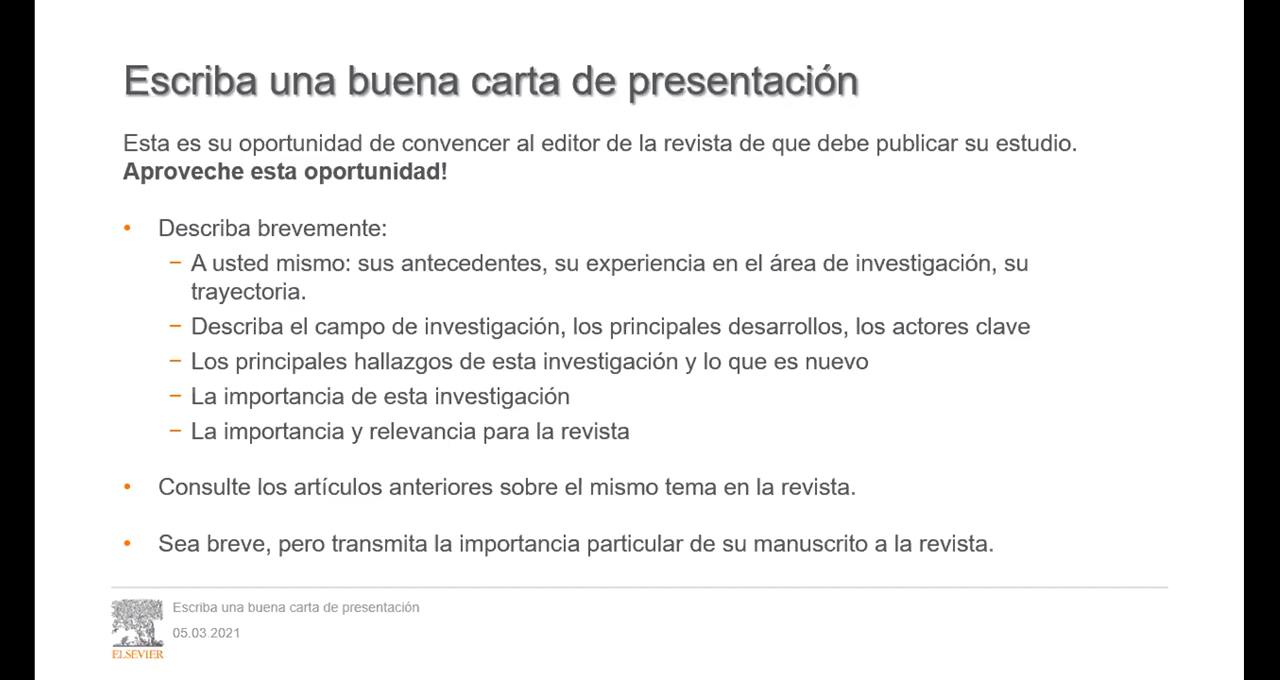 Escriba una buena carta de presentación
Esta es su oportunidad de convencer al editor de la revista de que debe publicar su estudio.
Aproveche esta oportunidad!
• Describa brevemente:
− A usted mismo: sus antecedentes, su experiencia en el área de investigación, su
trayectoria.
− Describa el campo de investigación, los principales desarrollos, los actores clave
− Los principales hallazgos de esta investigación y lo que es nuevo
− La importancia de esta investigación
− La importancia y relevancia para la revista
• Consulte los artículos anteriores sobre el mismo tema en la revista.
• Sea breve, pero transmita la importancia particular de su manuscrito a la revista.
Escriba una buena carta de presentación
05.03.2021
ELSEVIER